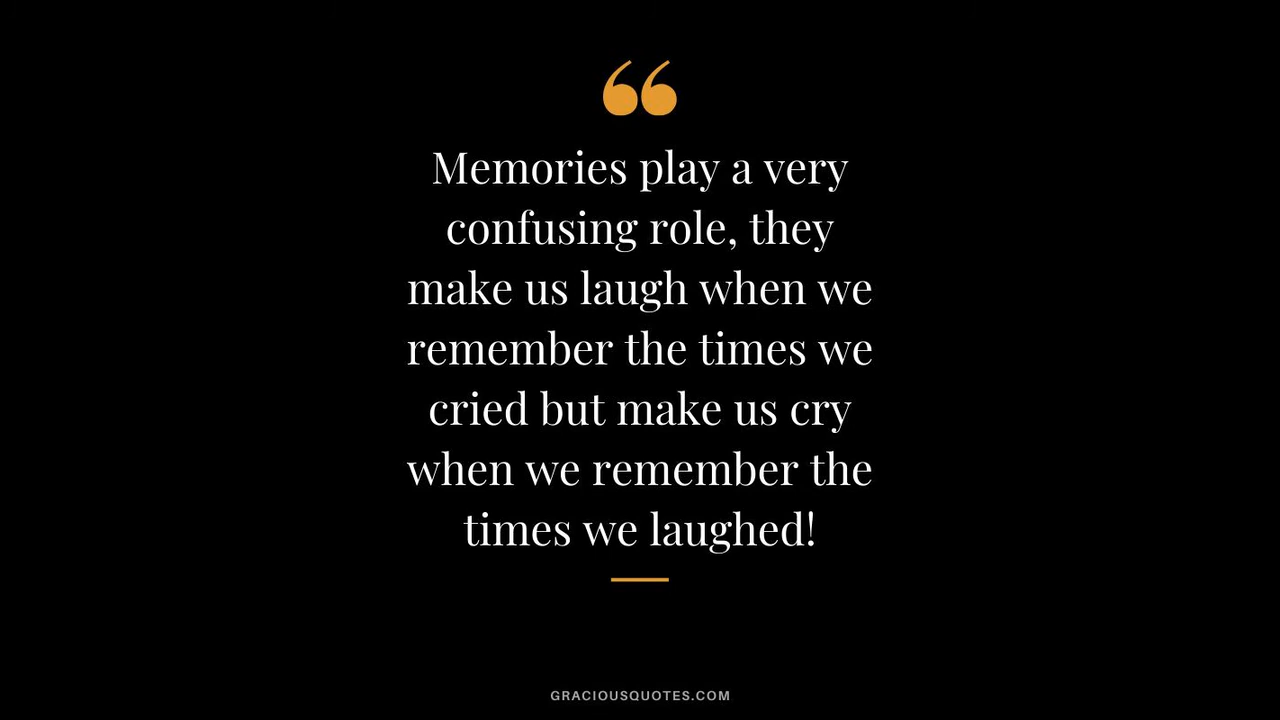 “
Memories play a very
confusing role, they
make us laugh when we
remember the times we
cried but make us cry
when we remember the
times we laughed!
GRACIOUSQUOTES.COM